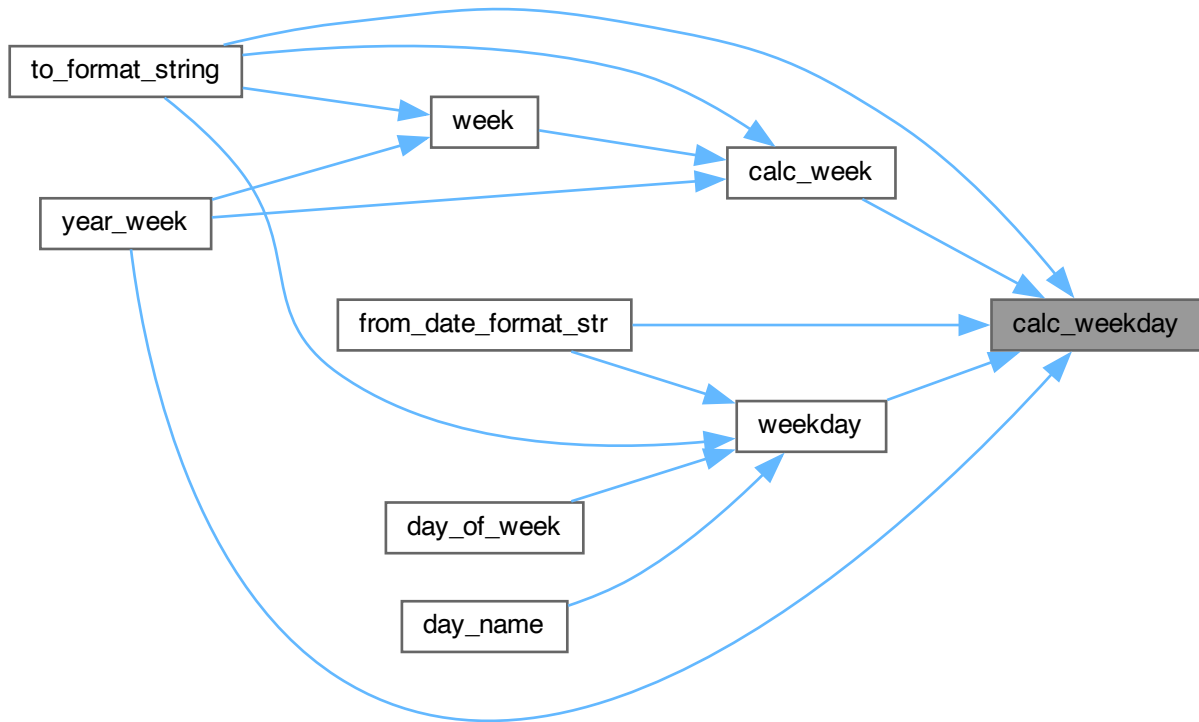 to_format_string
week
calc_week
year_week
from_date_format_str
calc_weekday
weekday
day_of_week
day_name